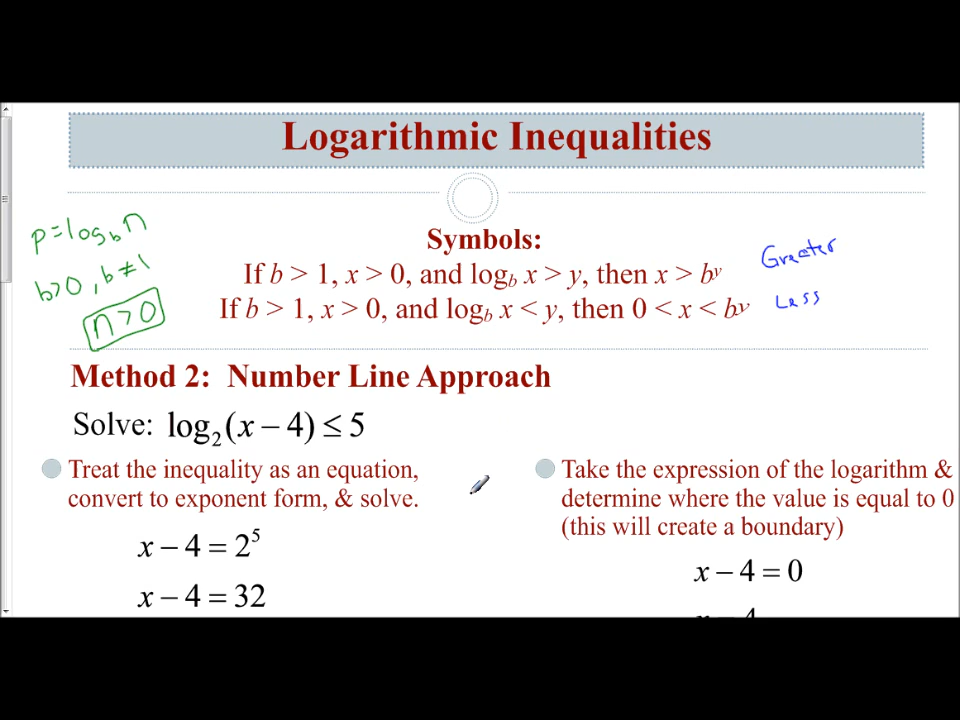 Logarithmic Inequalities
p=log_b n
b>0, b≠1
n>0
Symbols:
If b > 1, x > 0, and log_b x > y, then x > b^y
If b > 1, x > 0, and log_b x < y, then 0 < x < b^y
Greater
Less
Method 2: Number Line Approach
Solve: log_2(x − 4) ≤ 5
Treat the inequality as an equation,
convert to exponent form, & solve.
x − 4 = 2^5
x − 4 = 32
Take the expression of the logarithm &
determine where the value is equal to 0
(this will create a boundary)
x − 4 = 0